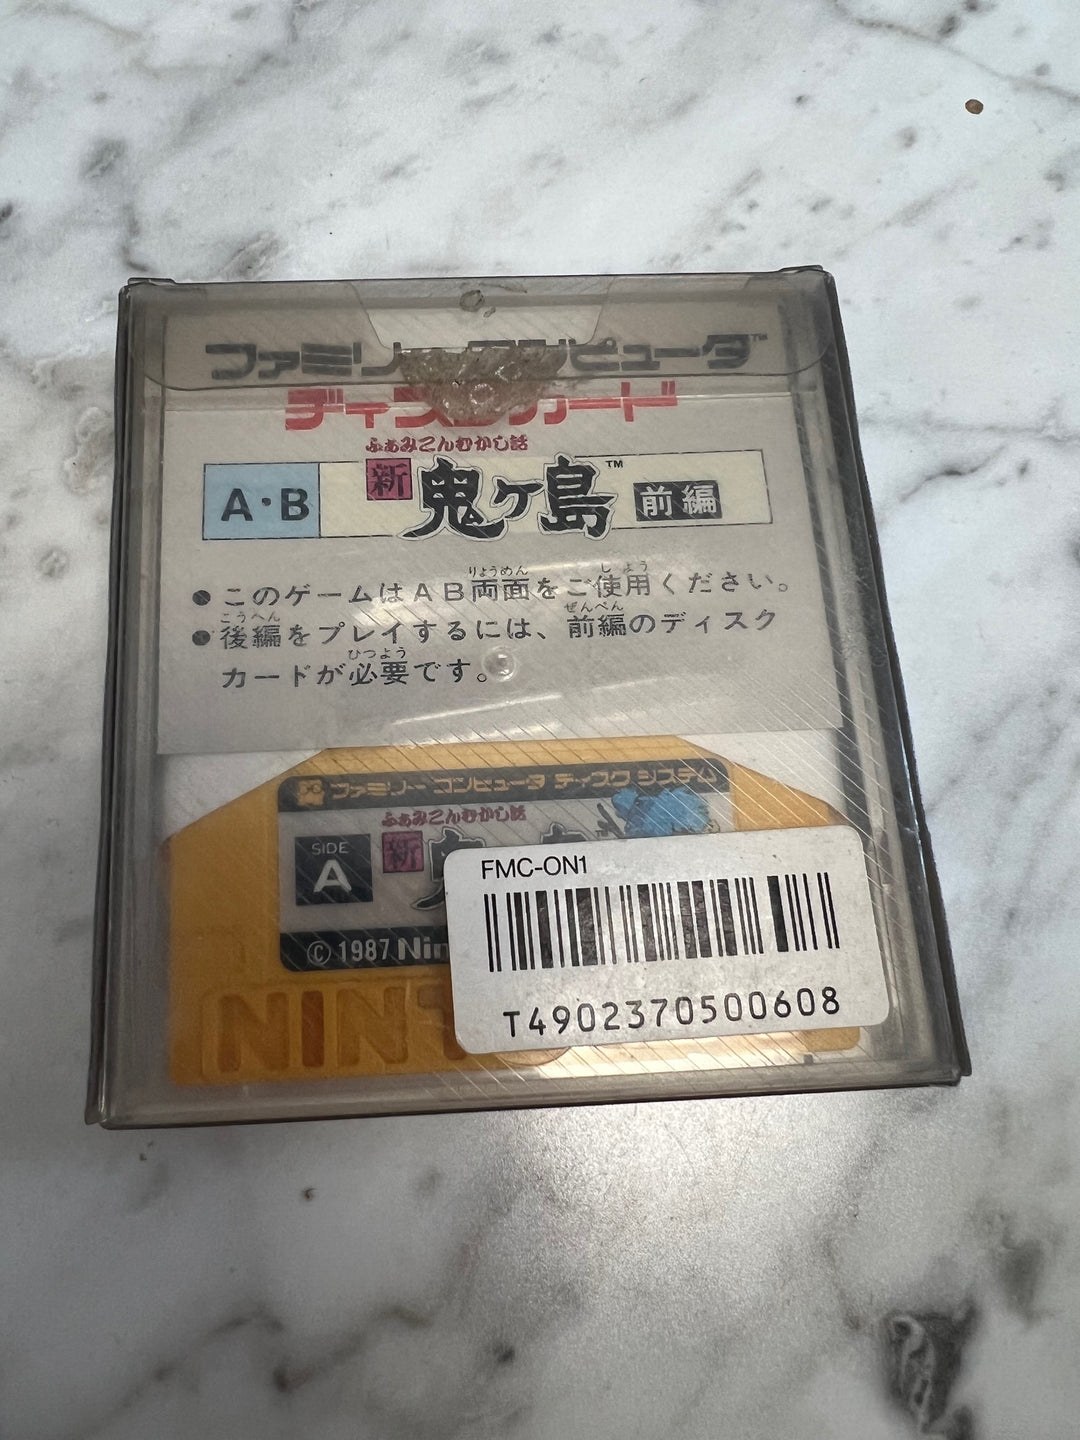 ファミリーコンピュータ™
ディスクカード
ふぁみこんむかし話
A・B 新 鬼ヶ島™ 前編
りょうめん しよう
●このゲームはAB両面をご使用ください。
こうへん ぜんぺん
●後編をプレイするには、前編のディスク
ひつよう
カードが必要です。
ファミリーコンピュータ ディスクシステム
ふぁみこんむかし話
SIDE
A 新
© 1987 Nin
NINT
FMC-ON1
T4902370500608